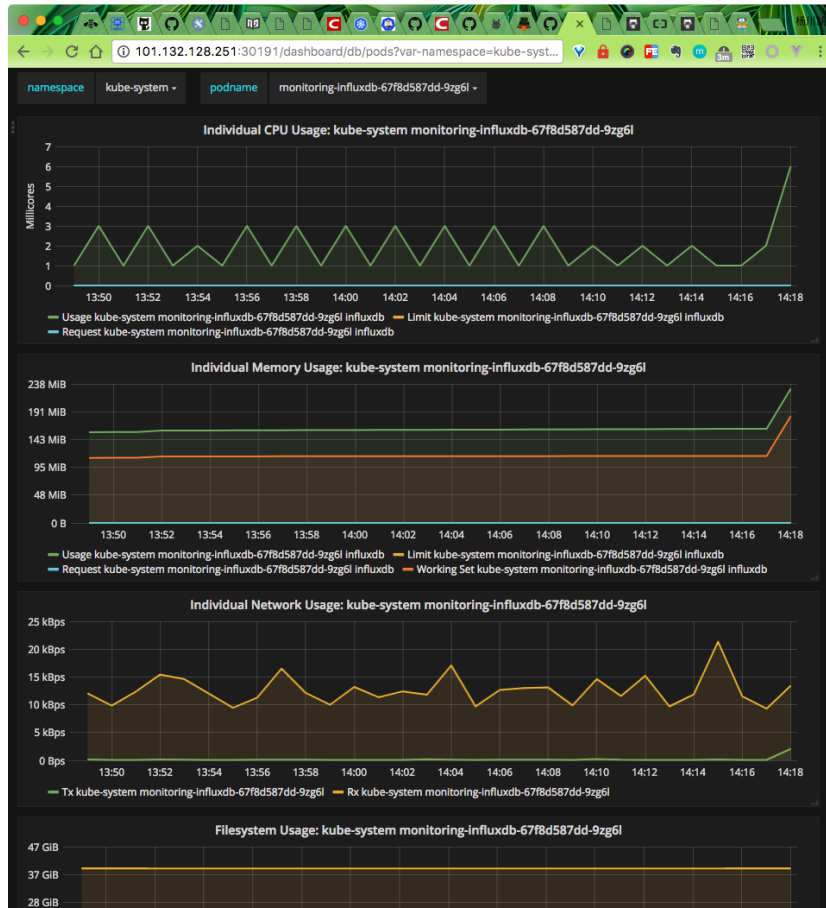 101.132.128.251:30191/dashboard/db/pods?var-namespace=kube-syst...
3m
namespace kube-system podname monitoring-influxdb-67f8d587dd-9zg6l
Individual CPU Usage: kube-system monitoring-influxdb-67f8d587dd-9zg6l
Millicores
7
6
5
4
3
2
1
0
13:50 13:52 13:54 13:56 13:58 14:00 14:02 14:04 14:06 14:08 14:10 14:12 14:14 14:16 14:18
Usage kube-system monitoring-influxdb-67f8d587dd-9zg6l influxdb Limit kube-system monitoring-influxdb-67f8d587dd-9zg6l influxdb
Request kube-system monitoring-influxdb-67f8d587dd-9zg6l influxdb
Individual Memory Usage: kube-system monitoring-influxdb-67f8d587dd-9zg6l
238 MiB
191 MiB
143 MiB
95 MiB
48 MiB
0 B
13:50 13:52 13:54 13:56 13:58 14:00 14:02 14:04 14:06 14:08 14:10 14:12 14:14 14:16 14:18
Usage kube-system monitoring-influxdb-67f8d587dd-9zg6l influxdb Limit kube-system monitoring-influxdb-67f8d587dd-9zg6l influxdb
Request kube-system monitoring-influxdb-67f8d587dd-9zg6l influxdb Working Set kube-system monitoring-influxdb-67f8d587dd-9zg6l influxdb
Individual Network Usage: kube-system monitoring-influxdb-67f8d587dd-9zg6l
25 kBps
20 kBps
15 kBps
10 kBps
5 kBps
0 Bps
13:50 13:52 13:54 13:56 13:58 14:00 14:02 14:04 14:06 14:08 14:10 14:12 14:14 14:16 14:18
Tx kube-system monitoring-influxdb-67f8d587dd-9zg6l Rx kube-system monitoring-influxdb-67f8d587dd-9zg6l
Filesystem Usage: kube-system monitoring-influxdb-67f8d587dd-9zg6l
47 GiB
37 GiB
28 GiB